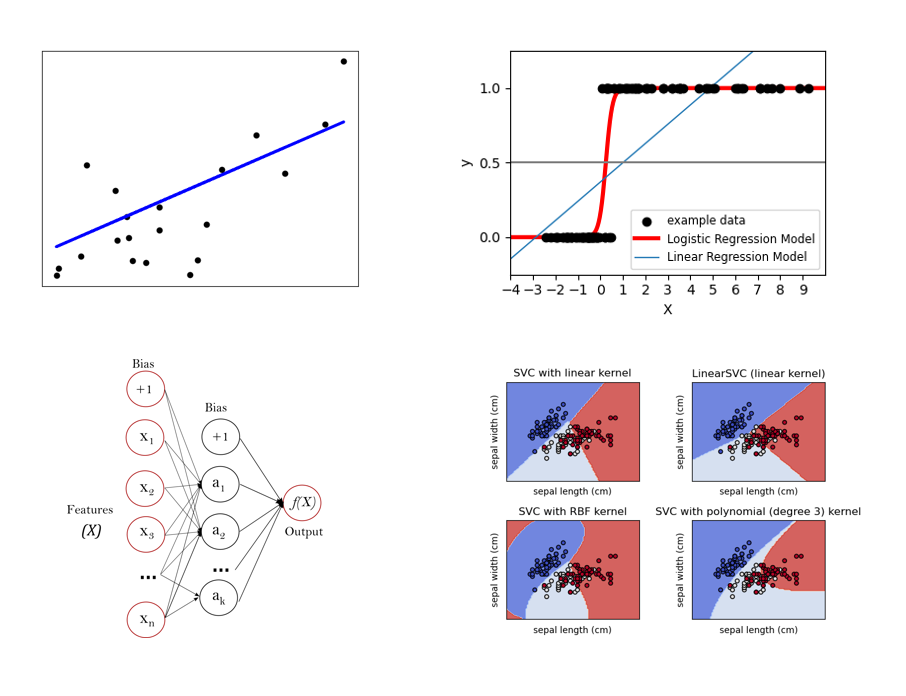 1.0
0.5
0.0
y
example data
Logistic Regression Model
Linear Regression Model
−4 −3 −2 −1 0 1 2 3 4 5 6 7 8 9
X
Bias
+1
Bias
+1
x1
x2
x3
...
xn
a1
a2
...
ak
Features
(X)
f(X)
Output
SVC with linear kernel
sepal width (cm)
sepal length (cm)
LinearSVC (linear kernel)
sepal width (cm)
sepal length (cm)
SVC with RBF kernel
sepal width (cm)
sepal length (cm)
SVC with polynomial (degree 3) kernel
sepal width (cm)
sepal length (cm)